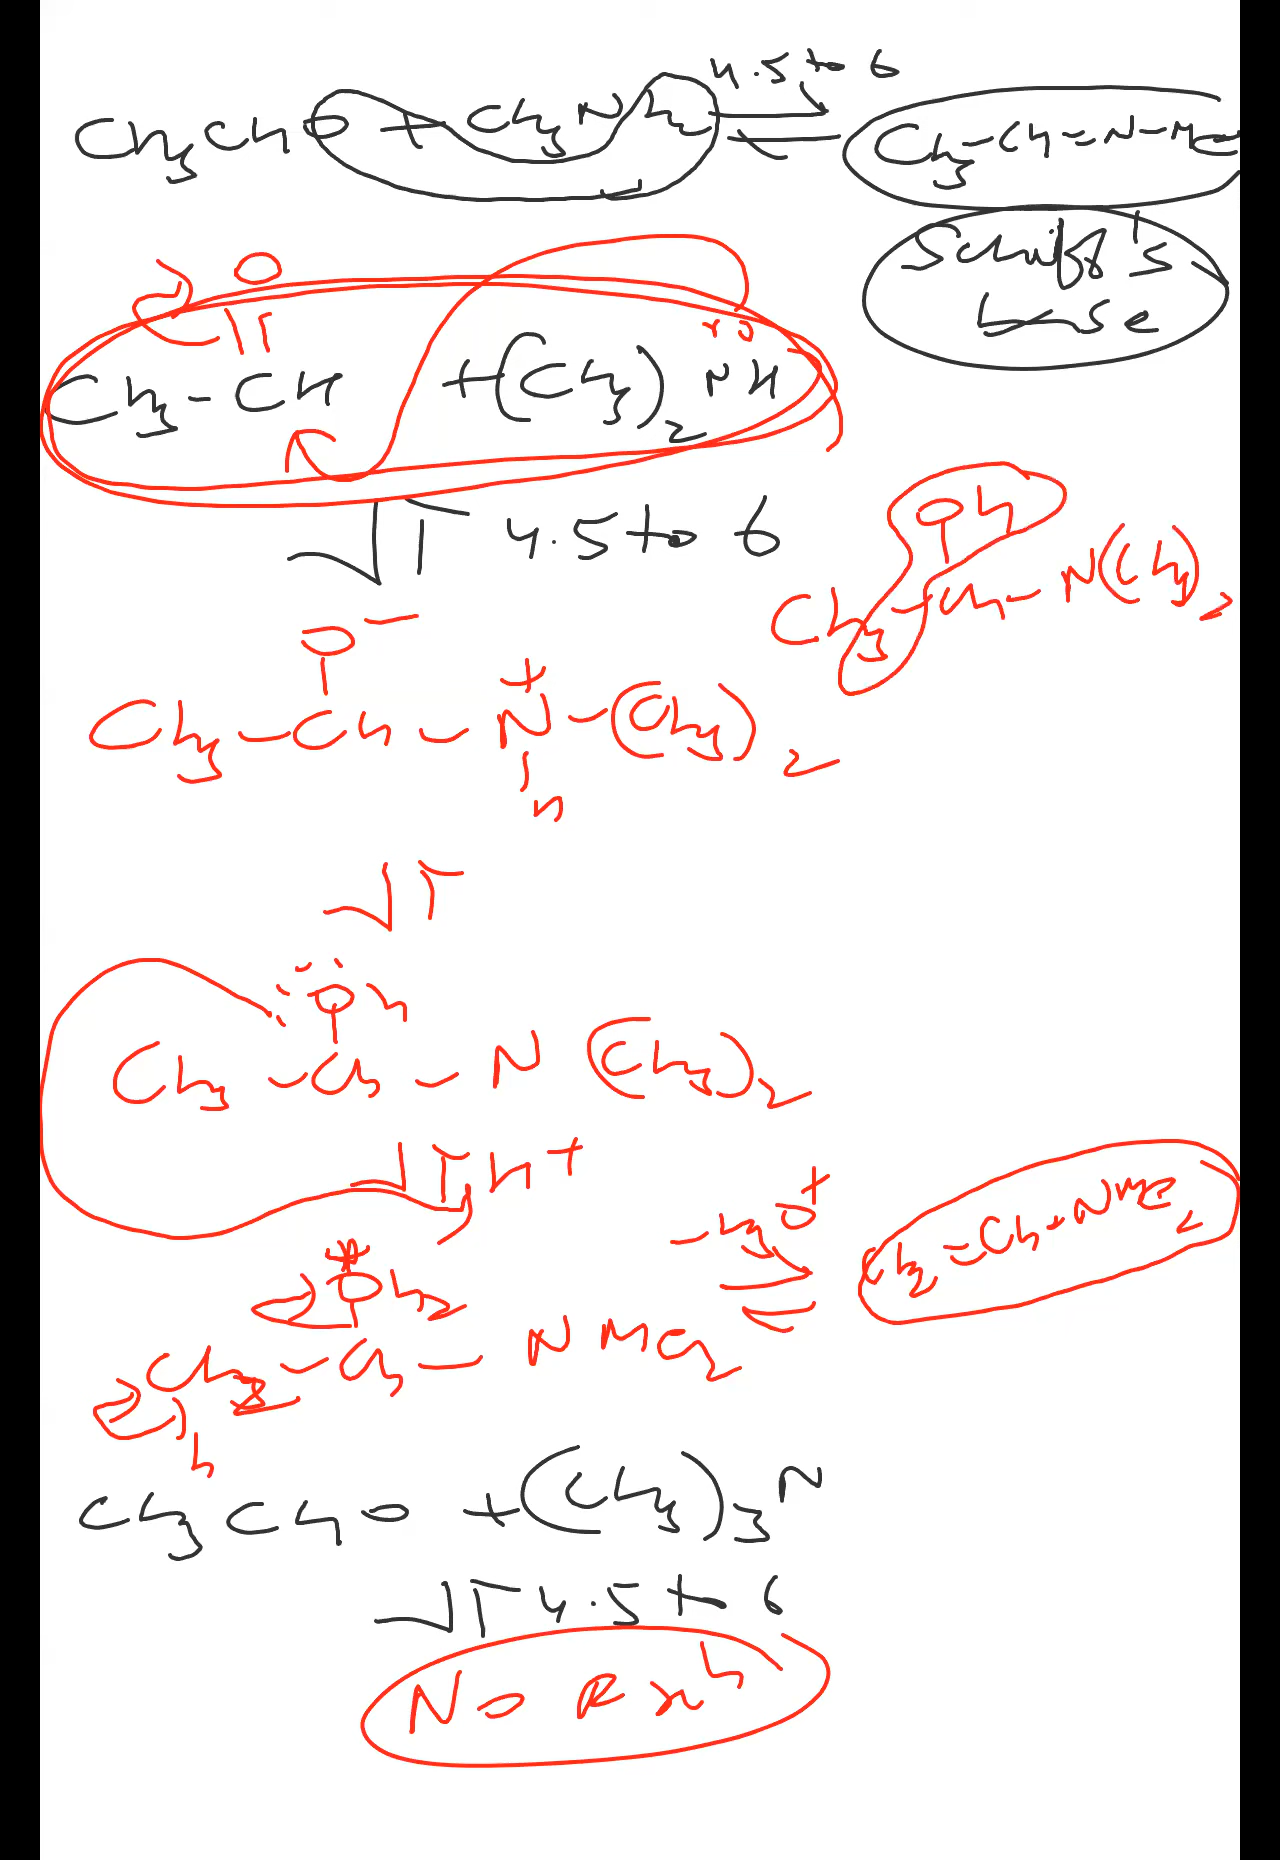 CH3CHO + CH3NH2 ⇌ 4.5 to 6 CH3-CH=N-Me
Schiff's
base
O
||
CH3-CH + (CH3)2NH
⇅ 4.5 to 6
OH
|
CH3-CH-N(CH3)2
O-
|
CH3-CH-N+-(CH3)2
|
H
⇅
OH
|
CH3-CH-N(CH3)2
⇅ H+
+
OH2
|
CH2-CH-NMe2 ⇌ -H3O+ CH2=CH-NMe2
|
H
CH3CHO + (CH3)3N
⇅ 4.5 to 6
No Rxn